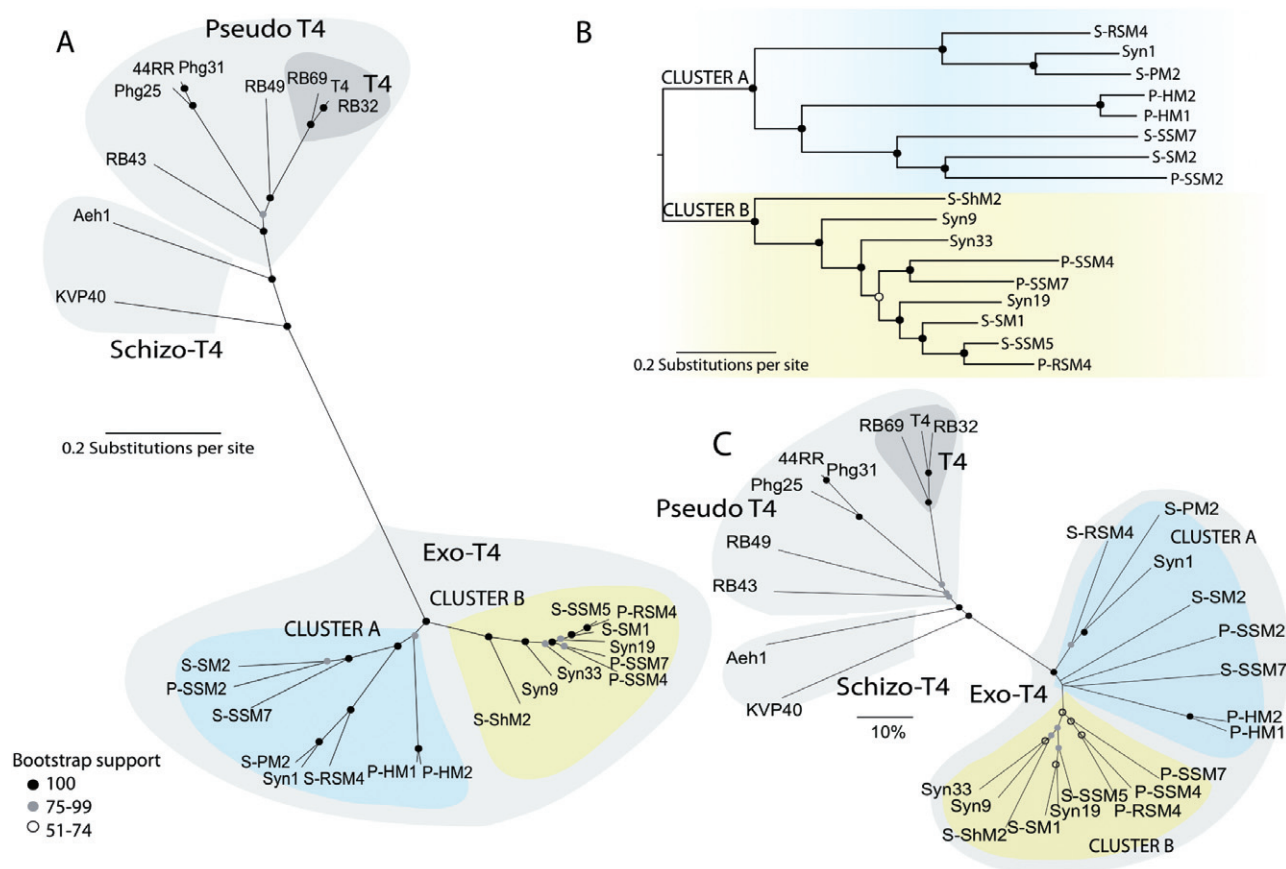 A
Pseudo T4
44RR Phg31
Phg25
RB49
RB69
T4
T4
RB32
RB43
Aeh1
KVP40
Schizo-T4
0.2 Substitutions per site
Exo-T4
CLUSTER B
CLUSTER A
S-SSM5
P-RSM4
S-SM1
Syn19
P-SSM7
P-SSM4
Syn33
Syn9
S-ShM2
S-SM2
P-SSM2
S-SSM7
S-PM2
Syn1
S-RSM4
P-HM1
P-HM2
Bootstrap support
100
75-99
51-74
B
CLUSTER A
S-RSM4
Syn1
S-PM2
P-HM2
P-HM1
S-SSM7
S-SM2
P-SSM2
CLUSTER B
S-ShM2
Syn9
Syn33
P-SSM4
P-SSM7
Syn19
S-SM1
S-SSM5
P-RSM4
0.2 Substitutions per site
C
RB69
T4
RB32
T4
44RR
Phg31
Phg25
Pseudo T4
RB49
RB43
Aeh1
KVP40
Schizo-T4
10%
Exo-T4
S-PM2
S-RSM4
CLUSTER A
Syn1
S-SM2
P-SSM2
S-SSM7
P-HM2
P-HM1
P-SSM7
P-SSM4
P-RSM4
S-SSM5
Syn19
S-SM1
S-ShM2
Syn9
Syn33
CLUSTER B